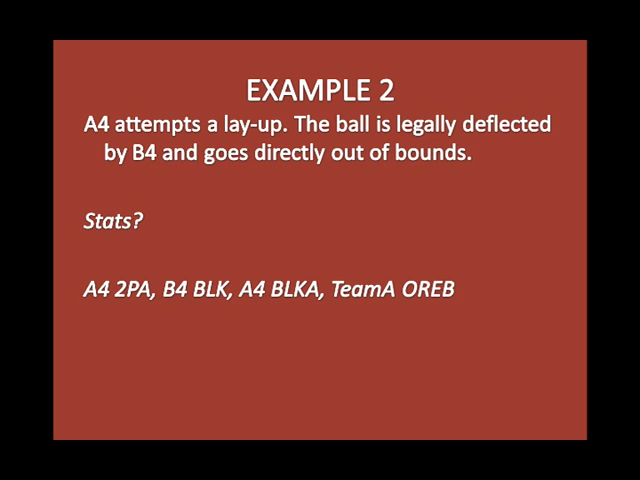 EXAMPLE 2
A4 attempts a lay-up. The ball is legally deflected
by B4 and goes directly out of bounds.
Stats?
A4 2PA, B4 BLK, A4 BLKA, TeamA OREB